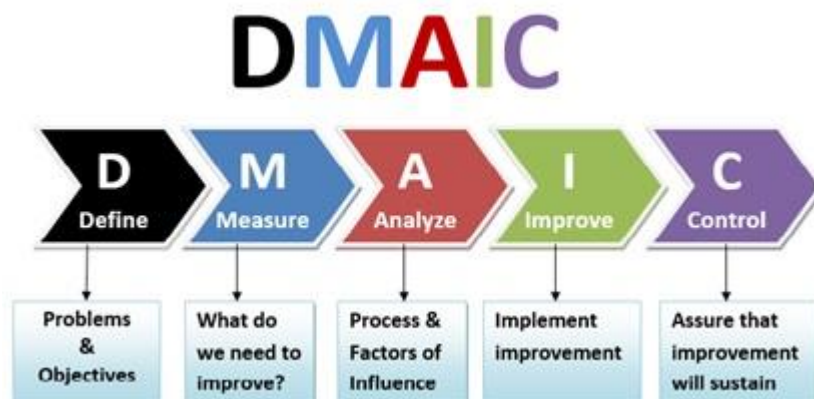 DMAIC
D M A I C
Define Measure Analyze Improve Control
Problems
&
Objectives
What do
we need to
improve?
Process &
Factors of
Influence
Implement
improvement
Assure that
improvement
will sustain